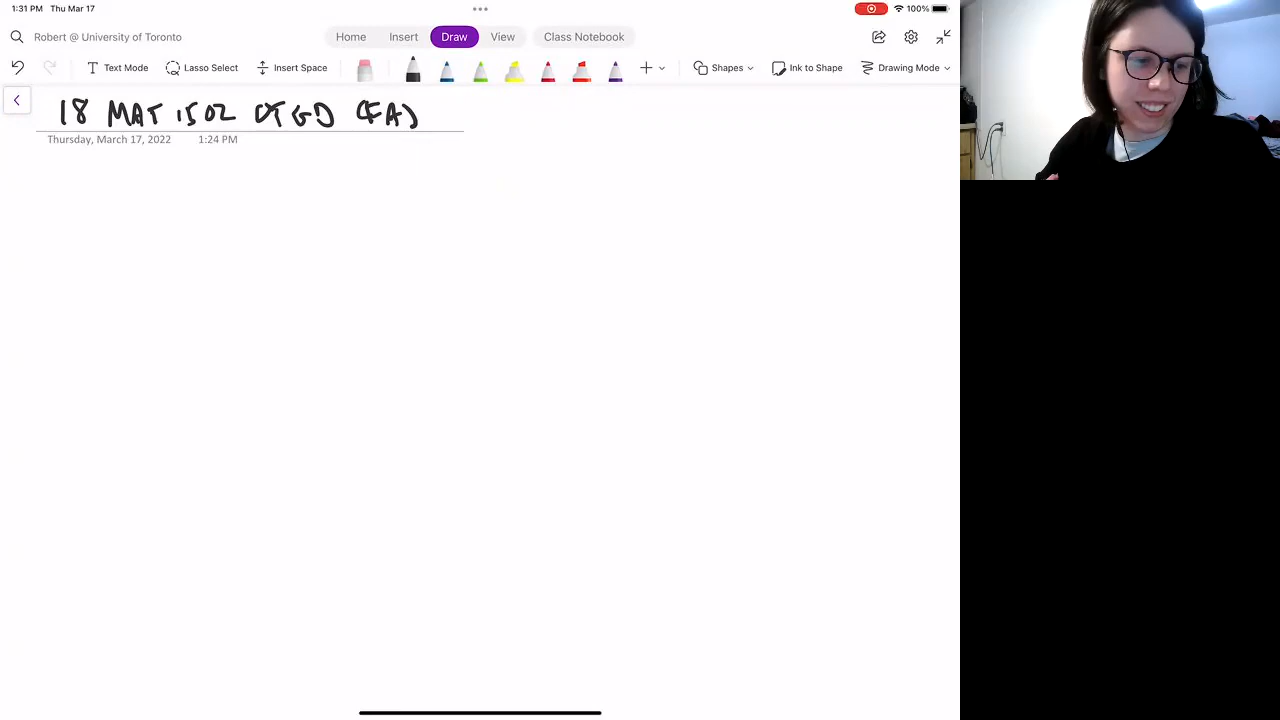 1:31 PM Thu Mar 17 100%
Robert @ University of Toronto Home Insert Draw View Class Notebook
Text Mode Lasso Select Insert Space Shapes Ink to Shape Drawing Mode
18 MAT 1502
Thursday, March 17, 2022 1:24 PM